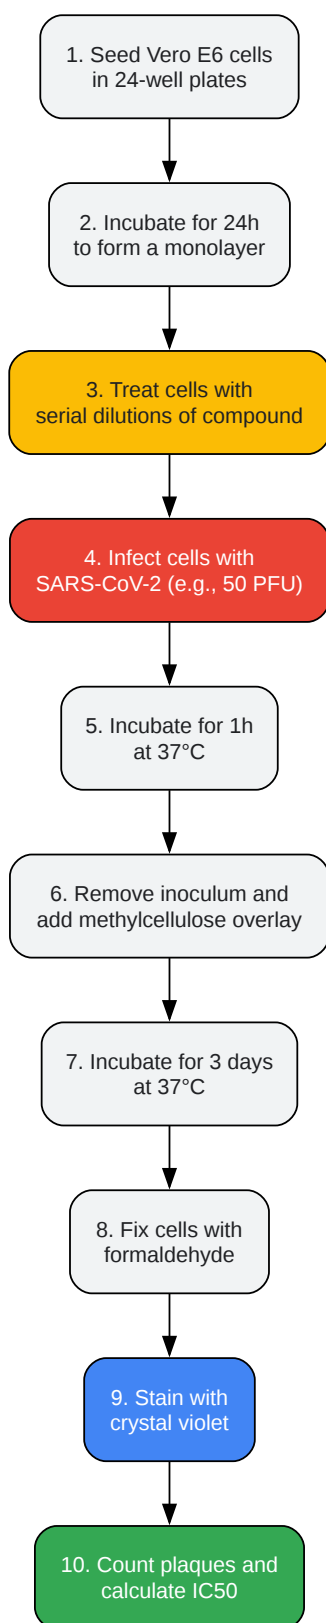 1. Seed Vero E6 cells
in 24-well plates
2. Incubate for 24h
to form a monolayer
3. Treat cells with
serial dilutions of compound
4. Infect cells with
SARS-CoV-2 (e.g., 50 PFU)
5. Incubate for 1h
at 37°C
6. Remove inoculum and
add methylcellulose overlay
7. Incubate for 3 days
at 37°C
8. Fix cells with
formaldehyde
9. Stain with
crystal violet
10. Count plaques and
calculate IC50